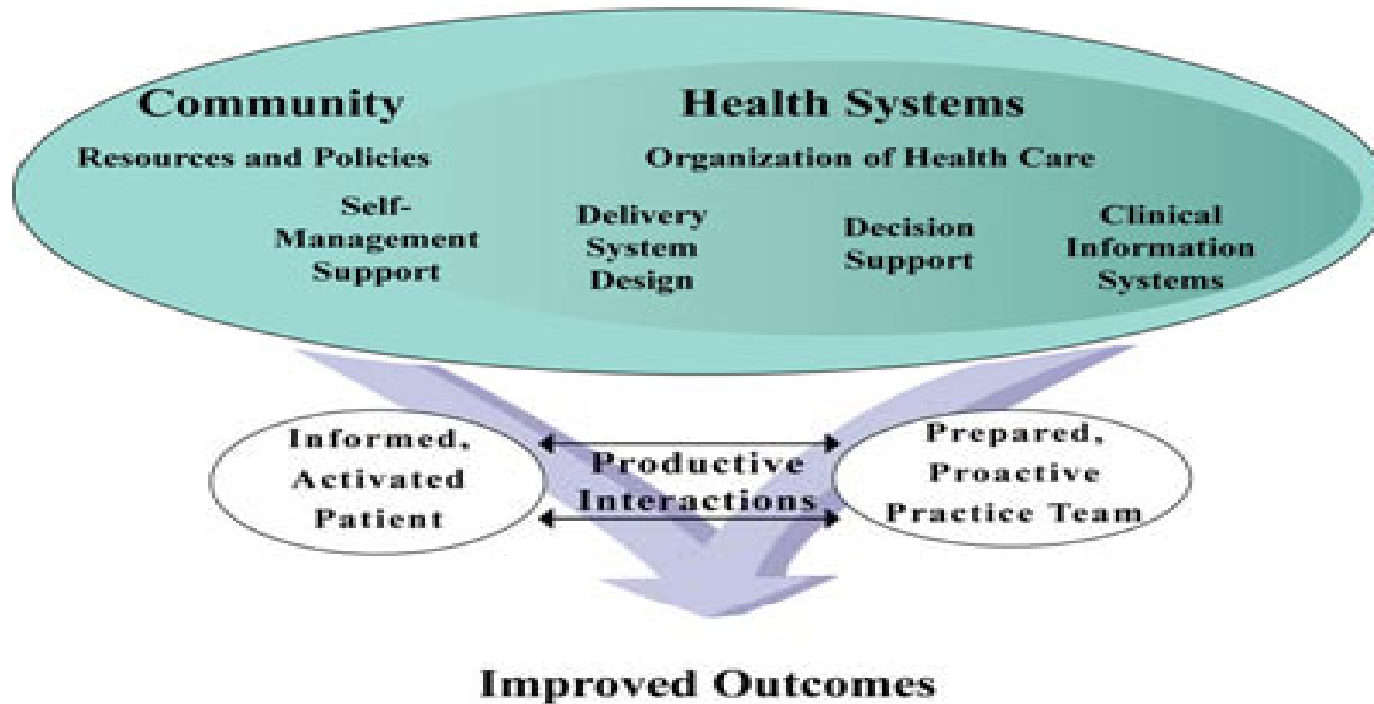 Community
Health Systems
Resources and Policies
Organization of Health Care
Self-
Management
Support
Delivery
System
Design
Decision
Support
Clinical
Information
Systems
Informed,
Activated
Patient
Productive
Interactions
Prepared,
Proactive
Practice Team
Improved Outcomes